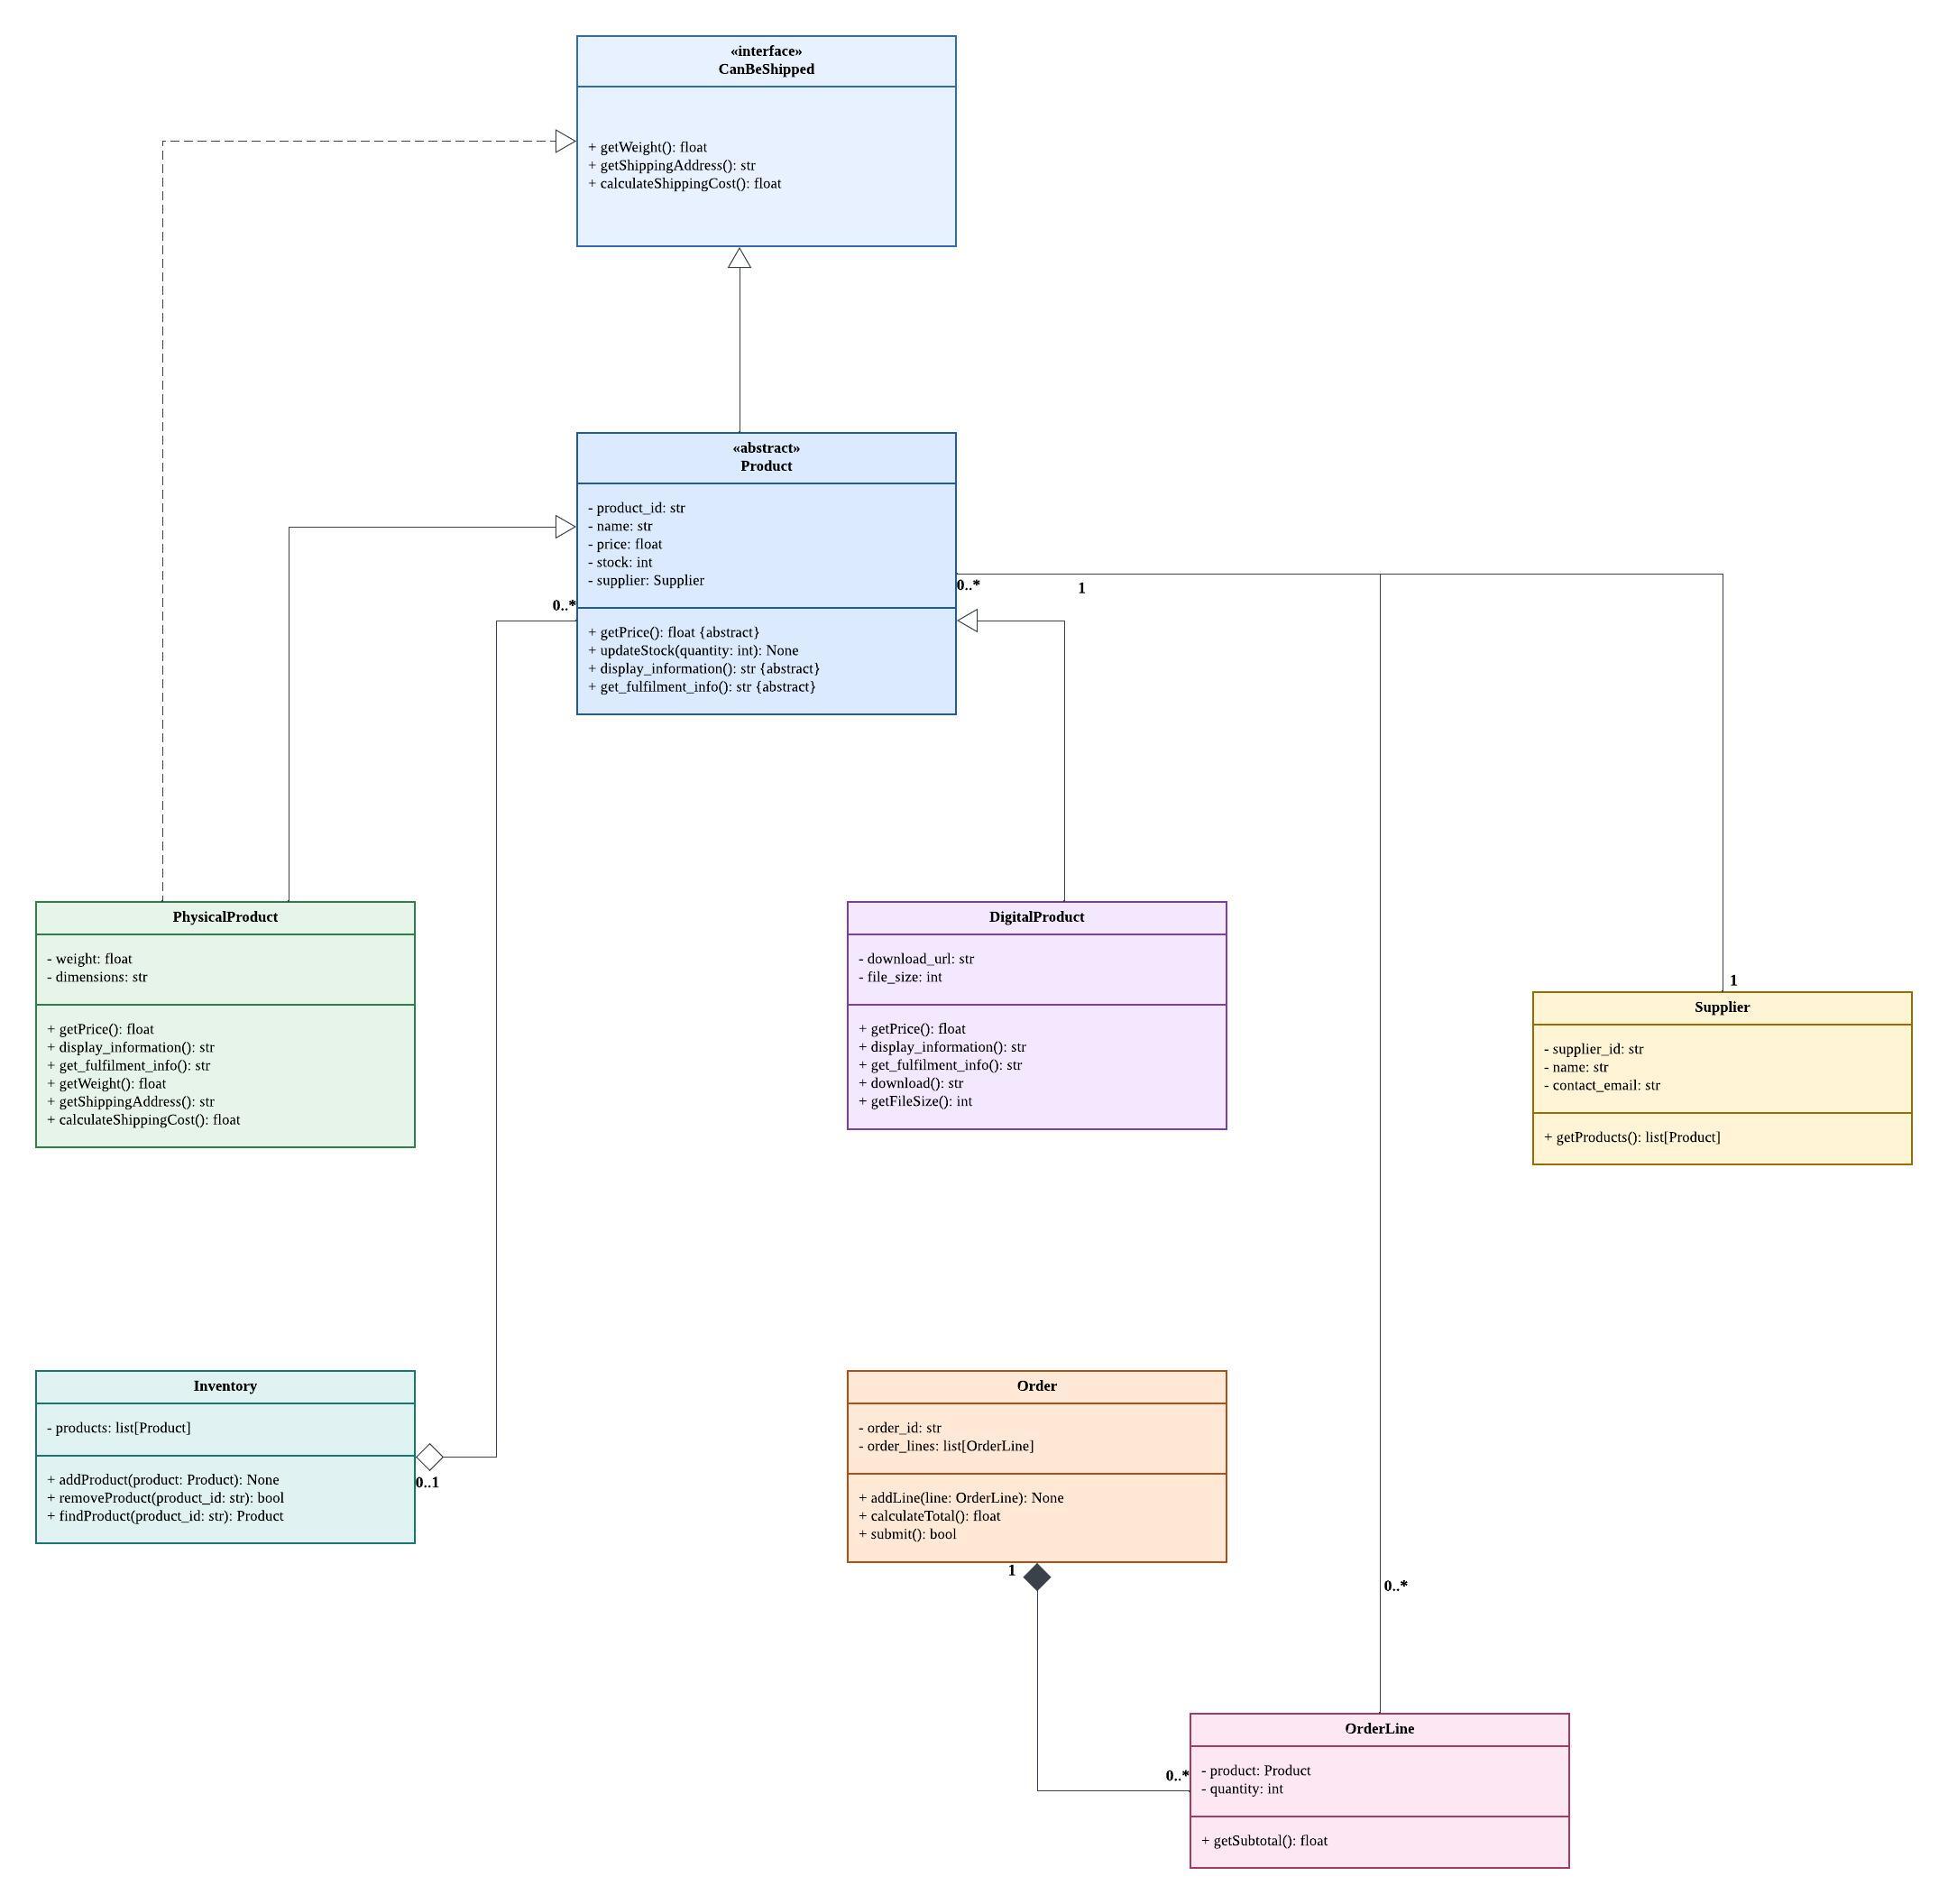 «interface»
CanBeShipped
+ getWeight(): float
+ getShippingAddress(): str
+ calculateShippingCost(): float
«abstract»
Product
- product_id: str
- name: str
- price: float
- stock: int
- supplier: Supplier
+ getPrice(): float {abstract}
+ updateStock(quantity: int): None
+ display_information(): str {abstract}
+ get_fulfilment_info(): str {abstract}
0..*
1
0..*
PhysicalProduct
- weight: float
- dimensions: str
+ getPrice(): float
+ display_information(): str
+ get_fulfilment_info(): str
+ getWeight(): float
+ getShippingAddress(): str
+ calculateShippingCost(): float
DigitalProduct
- download_url: str
- file_size: int
+ getPrice(): float
+ display_information(): str
+ get_fulfilment_info(): str
+ download(): str
+ getFileSize(): int
1
Supplier
- supplier_id: str
- name: str
- contact_email: str
+ getProducts(): list[Product]
Inventory
- products: list[Product]
+ addProduct(product: Product): None
+ removeProduct(product_id: str): bool
+ findProduct(product_id: str): Product
0..1
Order
- order_id: str
- order_lines: list[OrderLine]
+ addLine(line: OrderLine): None
+ calculateTotal(): float
+ submit(): bool
1
0..*
0..*
OrderLine
- product: Product
- quantity: int
+ getSubtotal(): float